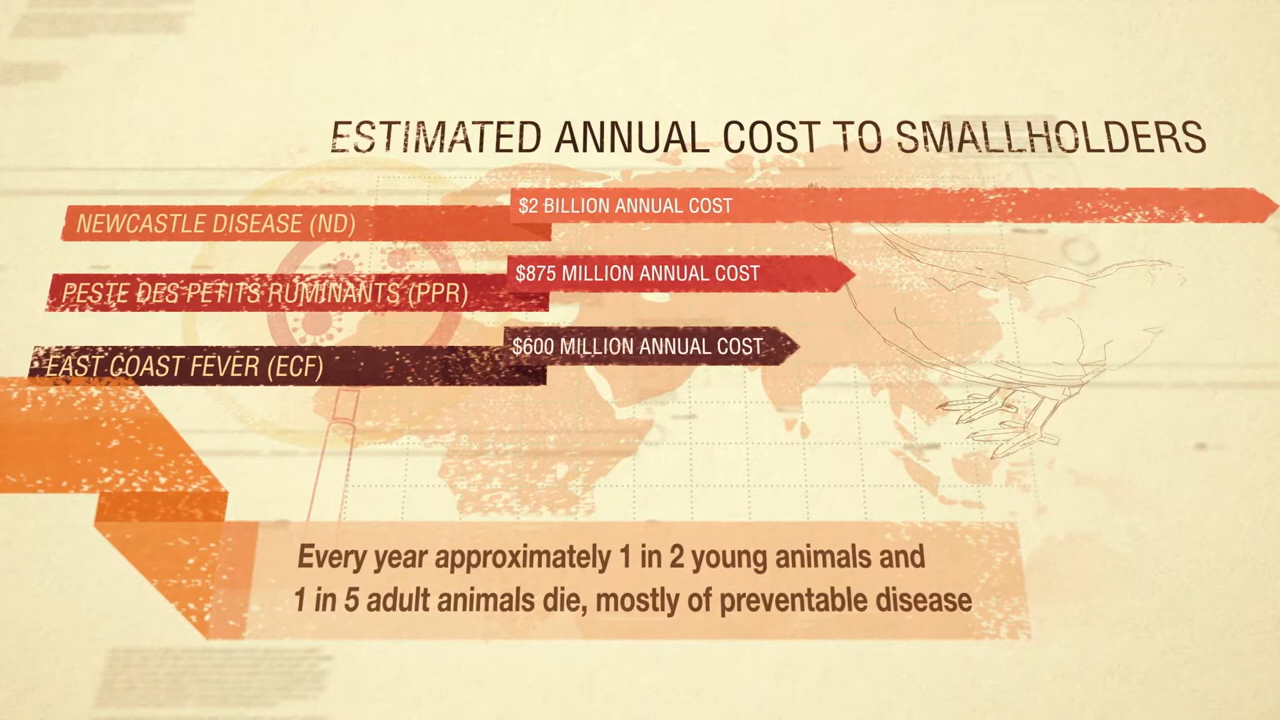 ESTIMATED ANNUAL COST TO SMALLHOLDERS
NEWCASTLE DISEASE (ND)
$2 BILLION ANNUAL COST
PESTE DES PETITS RUMINANTS (PPR)
$875 MILLION ANNUAL COST
EAST COAST FEVER (ECF)
$600 MILLION ANNUAL COST
Every year approximately 1 in 2 young animals and
1 in 5 adult animals die, mostly of preventable disease